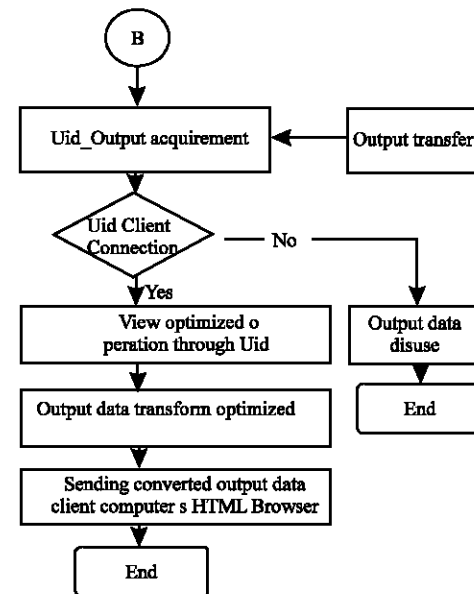 B
Uid_Output acquirement
Output transfer
Uid Client
Connection
No
Yes
View optimized o
peration through Uid
Output data
disuse
Output data transform optimized
End
Sending converted output data
client computer s HTML Browser
End